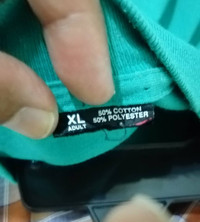 XL
ADULT
50% COTTON
50% POLYESTER